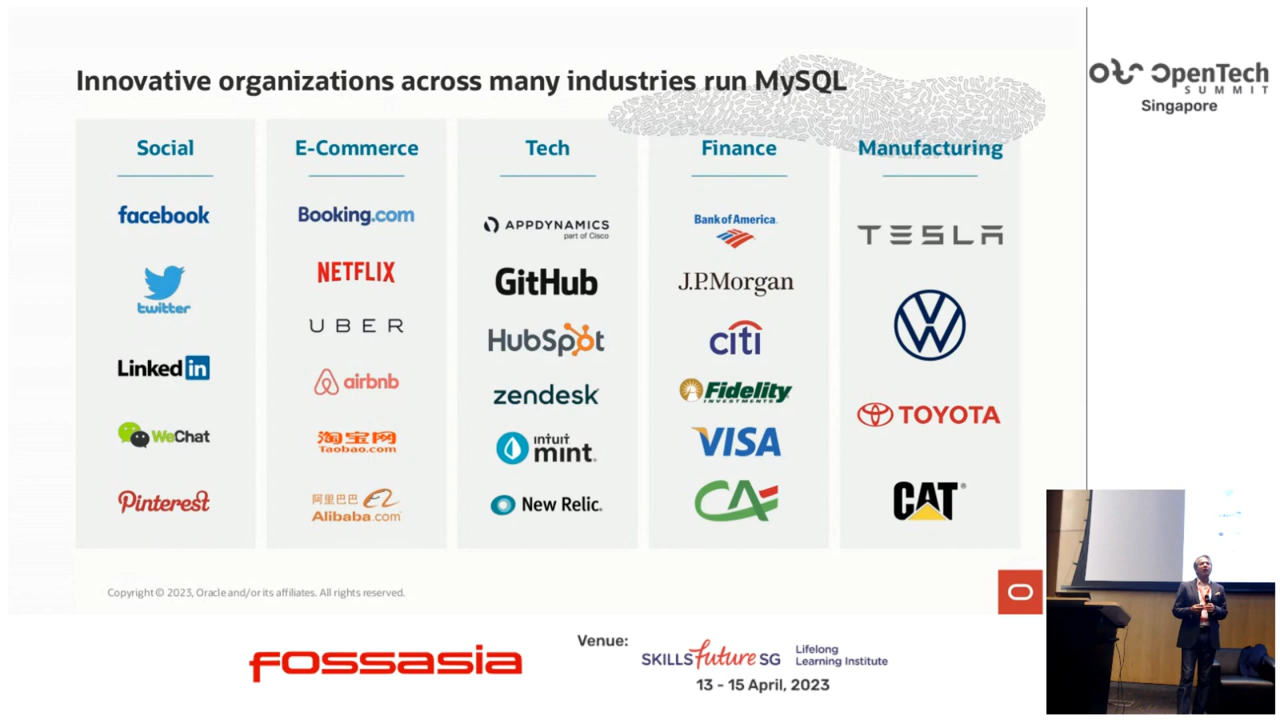 Innovative organizations across many industries run MySQL
OpenTech
SUMMIT
Singapore
Social
facebook
twitter
Linked in
WeChat
Pinterest
E-Commerce
Booking.com
NETFLIX
UBER
airbnb
淘宝网
Taobao.com
阿里巴巴
Alibaba.com
Tech
APPDYNAMICS
part of Cisco
GitHub
HubSpot
zendesk
intuit
mint.
New Relic.
Finance
Bank of America.
J.P.Morgan
citi
Fidelity
INVESTMENTS
VISA
CA
Manufacturing
TESLA
VW
TOYOTA
CAT®
Copyright © 2023, Oracle and/or its affiliates. All rights reserved.
fossasia
Venue:
SKILLS future SG
Lifelong
Learning Institute
13 - 15 April, 2023